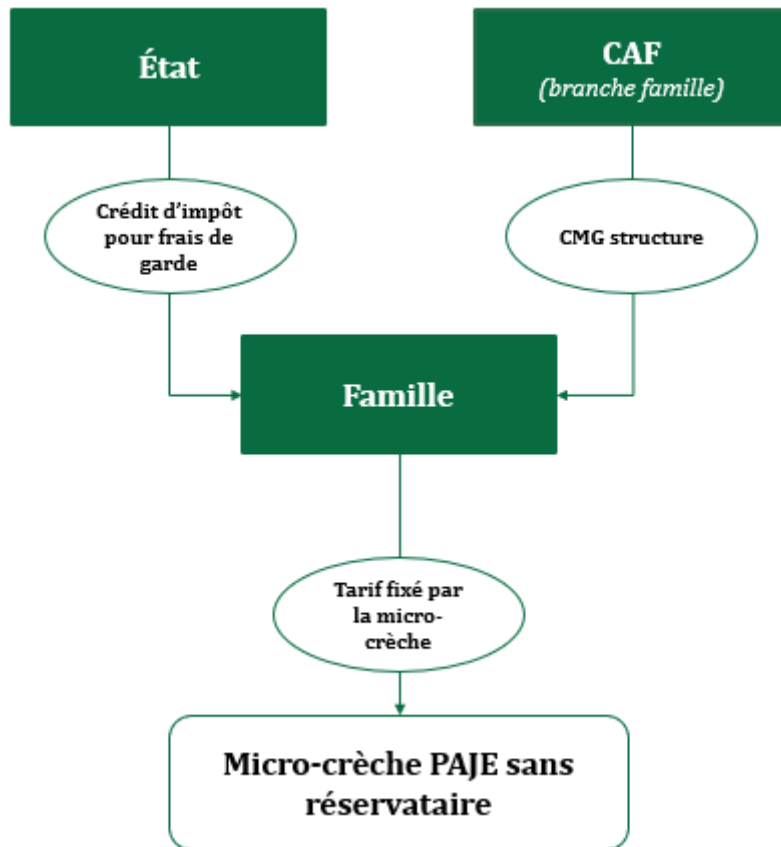 État
CAF
(branche famille)
Crédit d'impôt
pour frais de
garde
CMG structure
Famille
Tarif fixé par
la micro-
crèche
Micro-crèche PAJE sans
réservataire